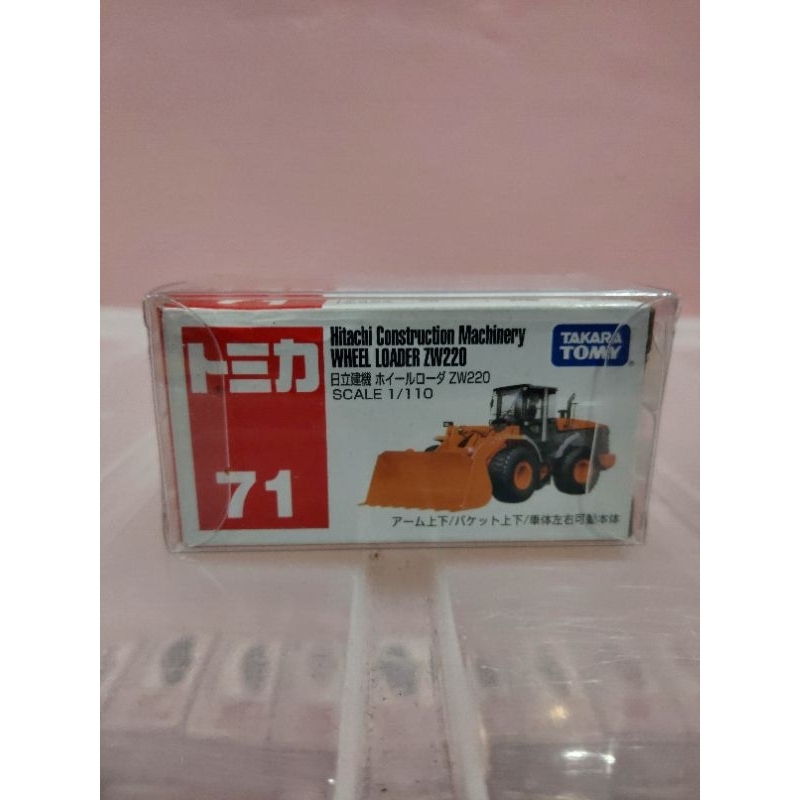 71
トミカ
71
Hitachi Construction Machinery
WHEEL LOADER ZW220
日立建機 ホイールローダ ZW220
SCALE 1/110
TAKARA
TOMY
アーム上下/バケット上下/車体左右可動本体